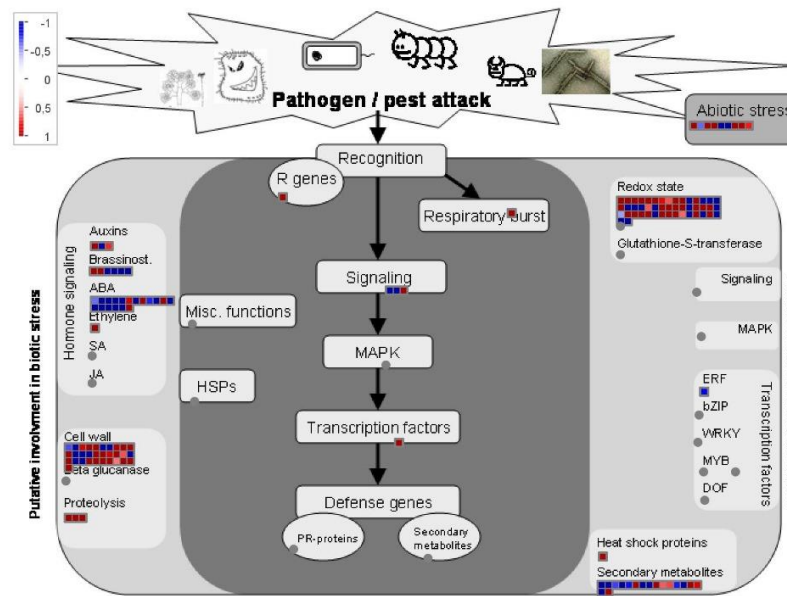 -1
-0,5
0
0,5
1
Pathogen / pest attack
Abiotic stress
Recognition
R genes
Respiratory burst
Redox state
Glutathione-S-transferase
Auxins
Brassinost.
ABA
Ethylene
SA
JA
Hormone signaling
Misc. functions
HSPs
Signaling
MAPK
Transcription factors
Defense genes
PR-proteins
Secondary
metabolites
Signaling
MAPK
ERF
bZIP
WRKY
MYB
DOF
Transcription factors
Cell wall
Beta glucanase
Proteolysis
Putative involvment in biotic stress
Heat shock proteins
Secondary metabolites